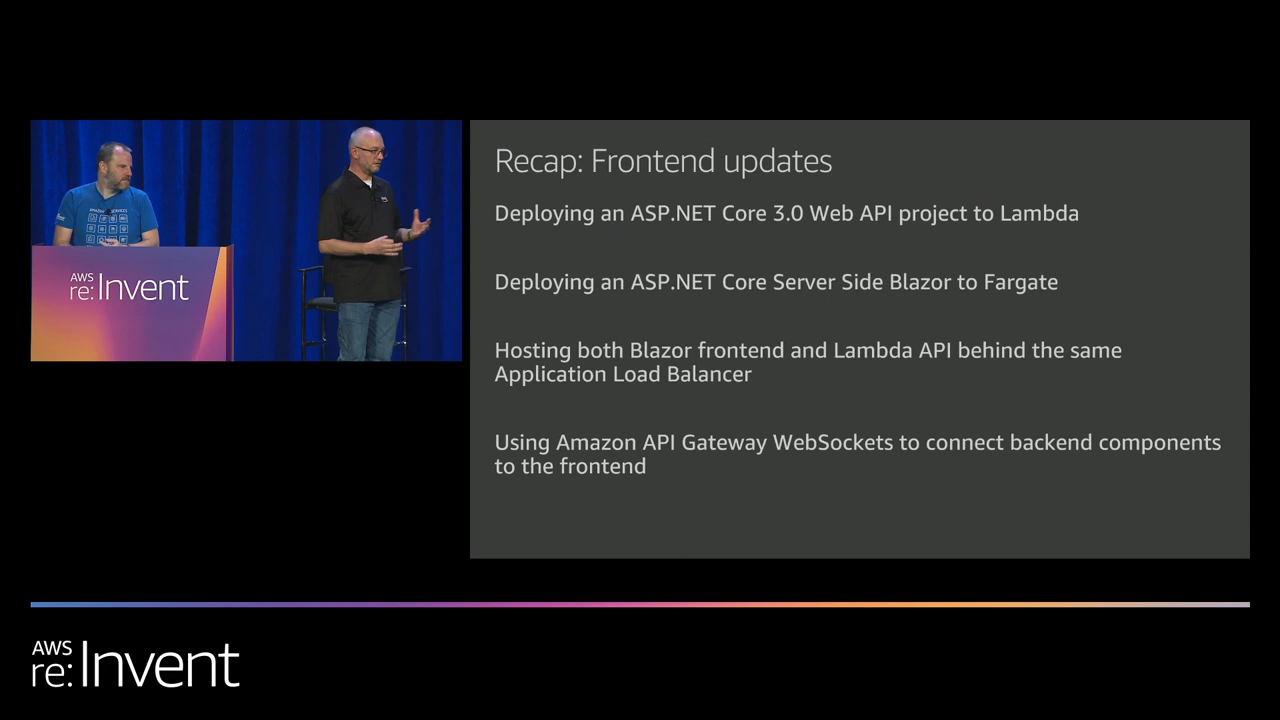 AMAZON
SERVICES
AWS
re:Invent
Recap: Frontend updates
Deploying an ASP.NET Core 3.0 Web API project to Lambda
Deploying an ASP.NET Core Server Side Blazor to Fargate
Hosting both Blazor frontend and Lambda API behind the same
Application Load Balancer
Using Amazon API Gateway WebSockets to connect backend components
to the frontend
AWS
re:Invent